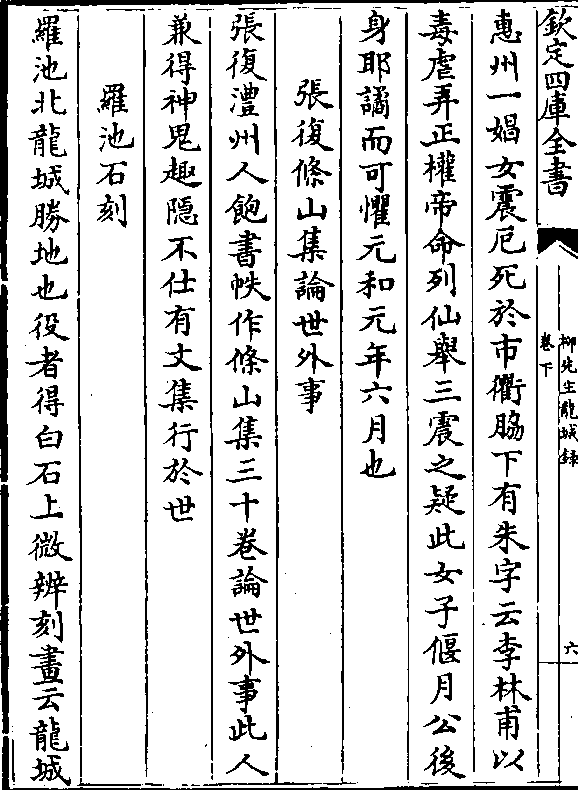 欽定四庫全書
柳先生龍城録
卷下
六
惠州一娼女震厄死於市衢脇下有朱字云李林甫以
毒虐弄正權帝命列仙舉三震之疑此女子偃月公後
身耶譎而可懼元和元年六月也
張復條山集論世外事
張復澧州人飽書帙作條山集三十卷論世外事此人
兼得神鬼趣隠不仕有文集行於世
羅池石刻
羅池北龍城勝地也役者得白石上微辨刻畫云龍城